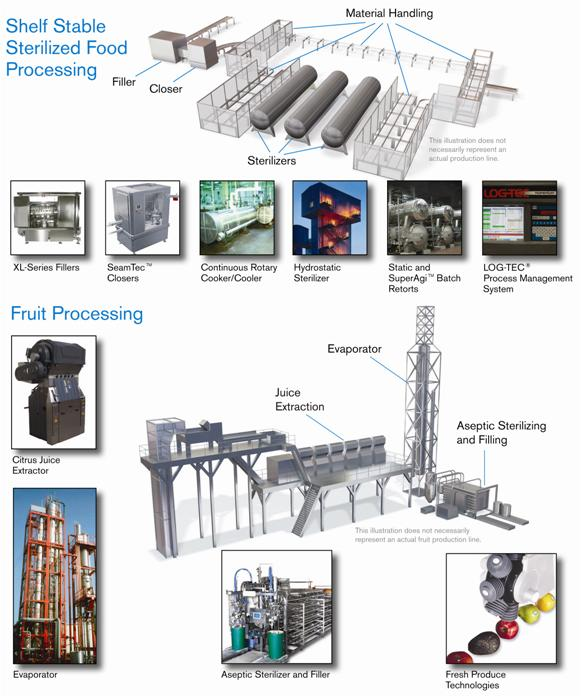 Shelf Stable
Sterilized Food
Processing
Material Handling
Filler
Closer
Sterilizers
This illustration does not
necessarily represent an
actual production line.
LOG-TEC
XL-Series Fillers
SeamTec™
Closers
Continuous Rotary
Cooker/Cooler
Hydrostatic
Sterilizer
Static and
SuperAgi™ Batch
Retorts
LOG-TEC®
Process Management
System
Fruit Processing
Evaporator
Juice
Extraction
Aseptic Sterilizing
and Filling
Citrus Juice
Extractor
This illustration does not necessarily
represent an actual fruit production line.
Evaporator
Aseptic Sterilizer and Filler
Fresh Produce
Technologies